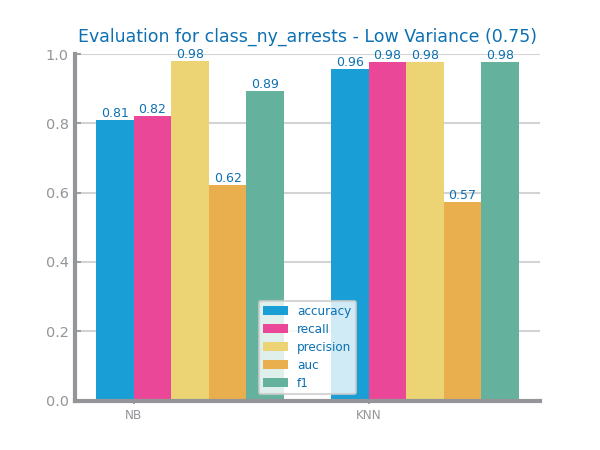 Evaluation for class_ny_arrests - Low Variance (0.75)
1.0
0.8
0.6
0.4
0.2
0.0
0.81
0.82
0.98
0.62
0.89
0.96
0.98
0.98
0.57
0.98
accuracy
recall
precision
auc
f1
NB
KNN